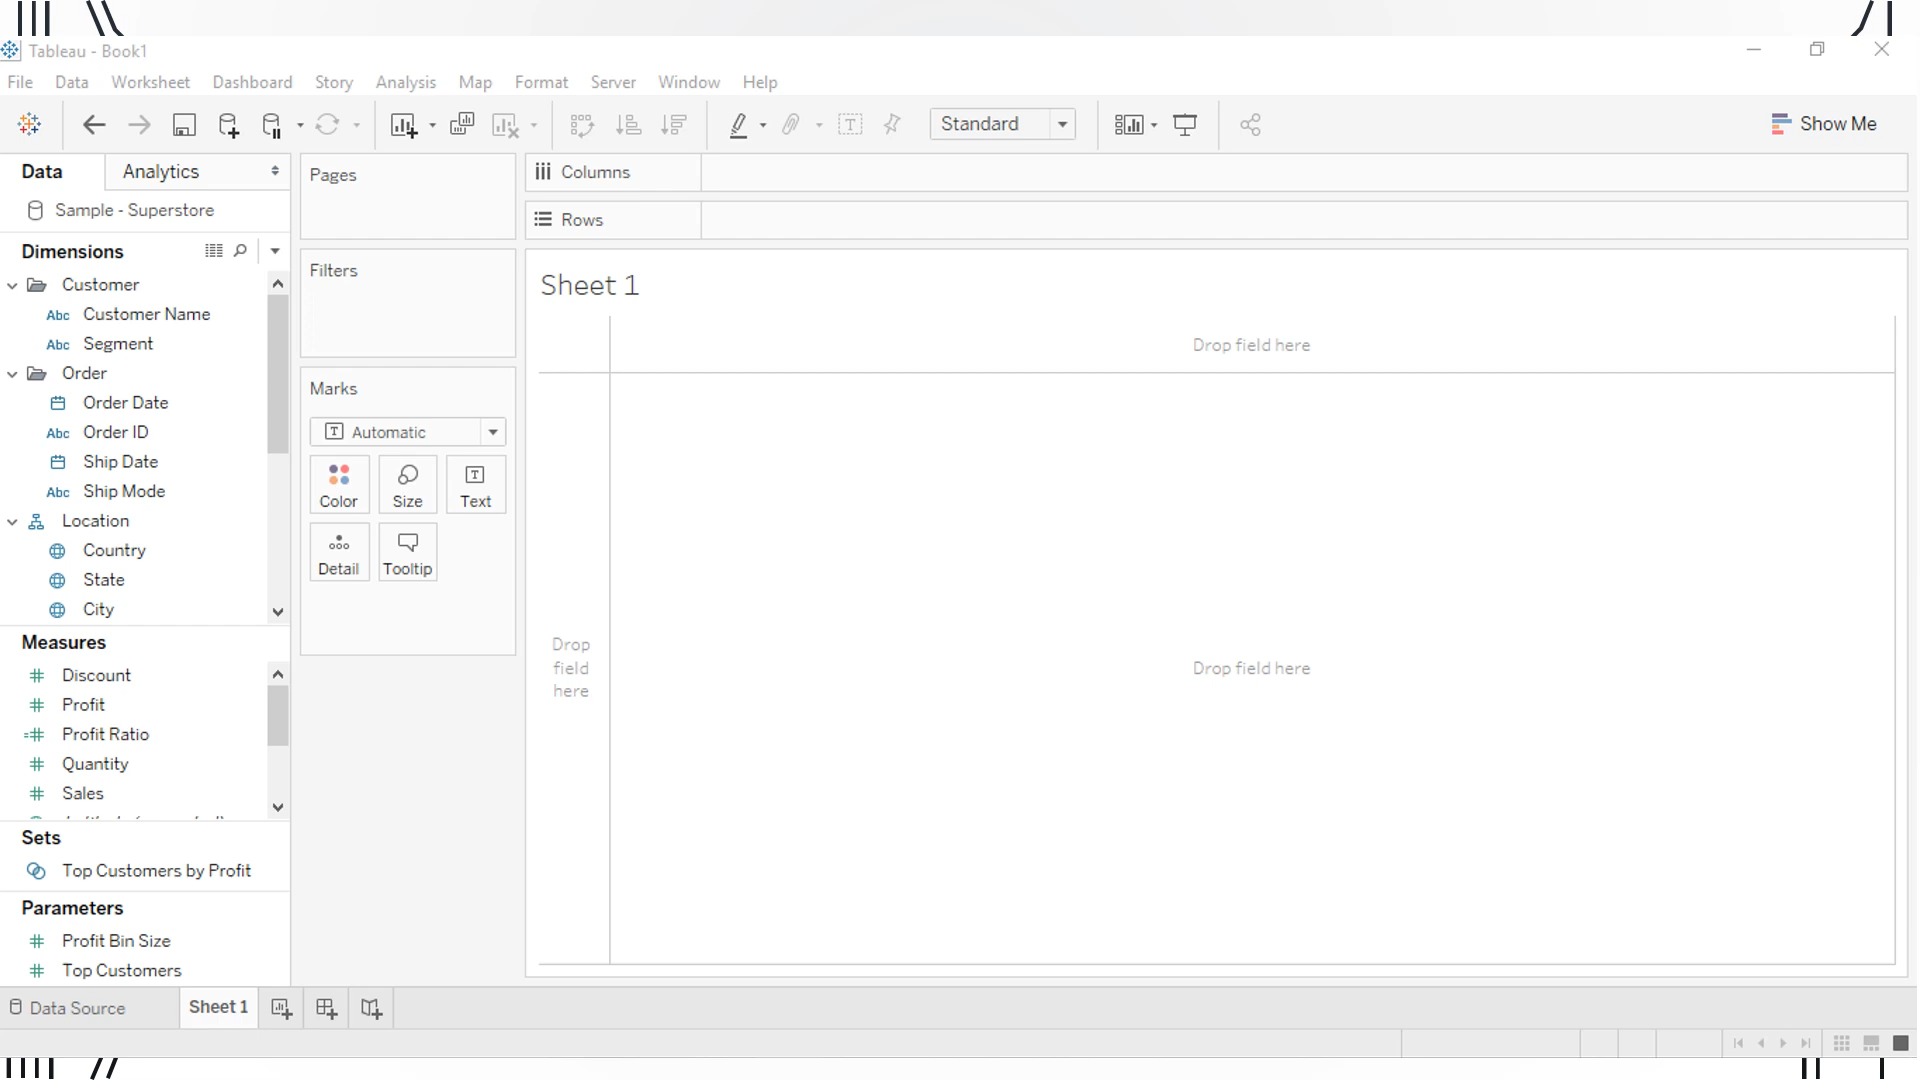 Tableau - Book1
File Data Worksheet Dashboard Story Analysis Map Format Server Window Help
Standard
Show Me
Data Analytics
Sample - Superstore
Dimensions
Customer
Abc Customer Name
Abc Segment
Order
Order Date
Abc Order ID
Ship Date
Abc Ship Mode
Location
Country
State
City
Measures
# Discount
# Profit
=# Profit Ratio
# Quantity
# Sales
Sets
Top Customers by Profit
Parameters
# Profit Bin Size
# Top Customers
Pages
Filters
Marks
T Automatic
Color Size Text
Detail Tooltip
Columns
Rows
Sheet 1
Drop field here
Drop
field
here
Drop field here
Data Source Sheet 1